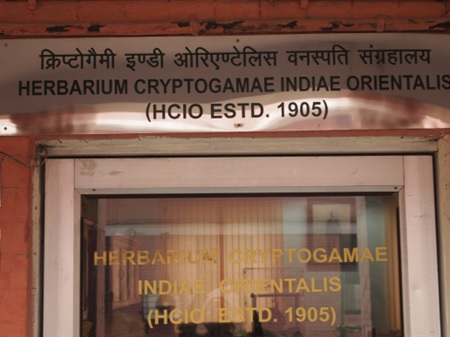 क्रिप्टोगैमी इण्डी ओरिएण्टेलिस वनस्पति संग्रहालय
HERBARIUM CRYPTOGAMAE INDIAE ORIENTALIS
(HCIO ESTD. 1905)
HERBARIUM CRYPTOGAMAE
INDIAE ORIENTALIS
(HCIO ESTD. 1905)